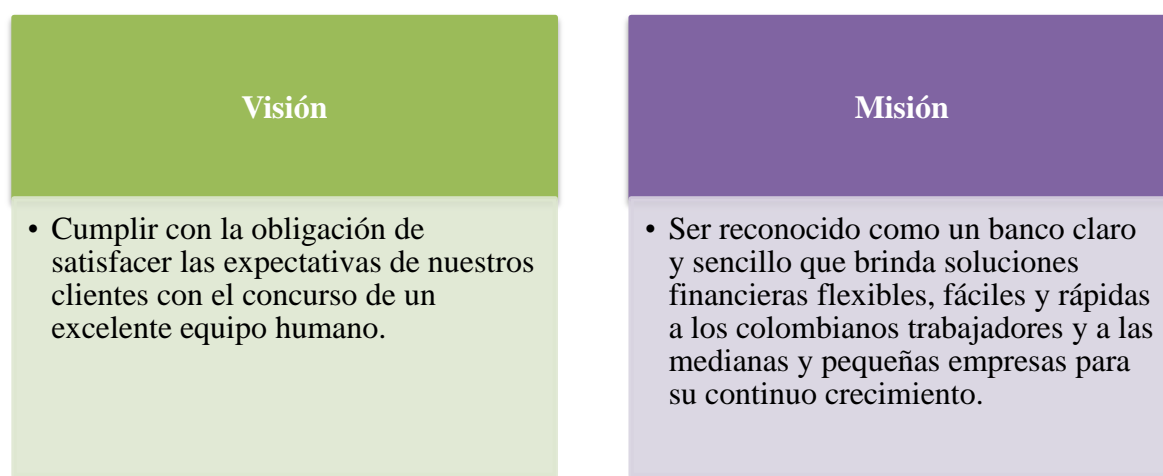 Visión
• Cumplir con la obligación de
satisfacer las expectativas de nuestros
clientes con el concurso de un
excelente equipo humano.
Misión
• Ser reconocido como un banco claro
y sencillo que brinda soluciones
financieras flexibles, fáciles y rápidas
a los colombianos trabajadores y a las
medianas y pequeñas empresas para
su continuo crecimiento.